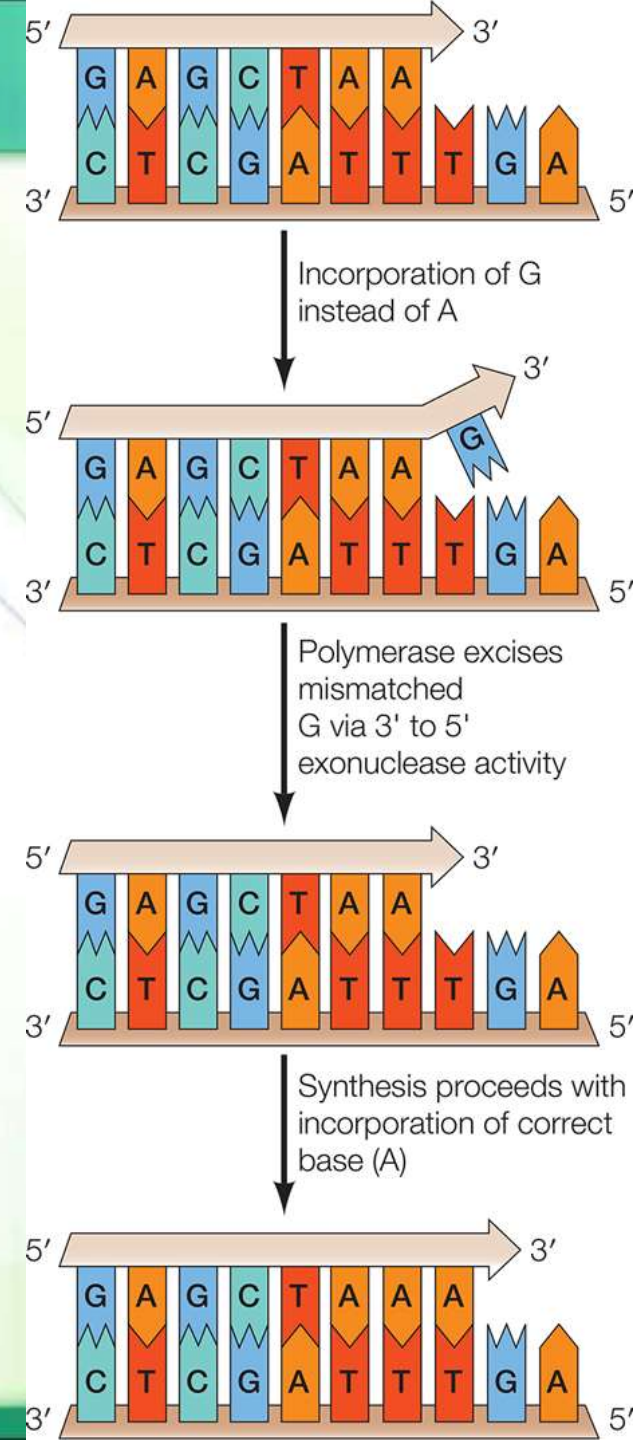 5′ 3′
G A G C T A A
C T C G A T T T G A
3′ 5′
Incorporation of G
instead of A
3′
5′
G
G A G C T A A
C T C G A T T T G A
3′ 5′
Polymerase excises
mismatched
G via 3' to 5'
exonuclease activity
5′ 3′
G A G C T A A
C T C G A T T T G A
3′ 5′
Synthesis proceeds with
incorporation of correct
base (A)
5′ 3′
G A G C T A A A
C T C G A T T T G A
3′ 5′